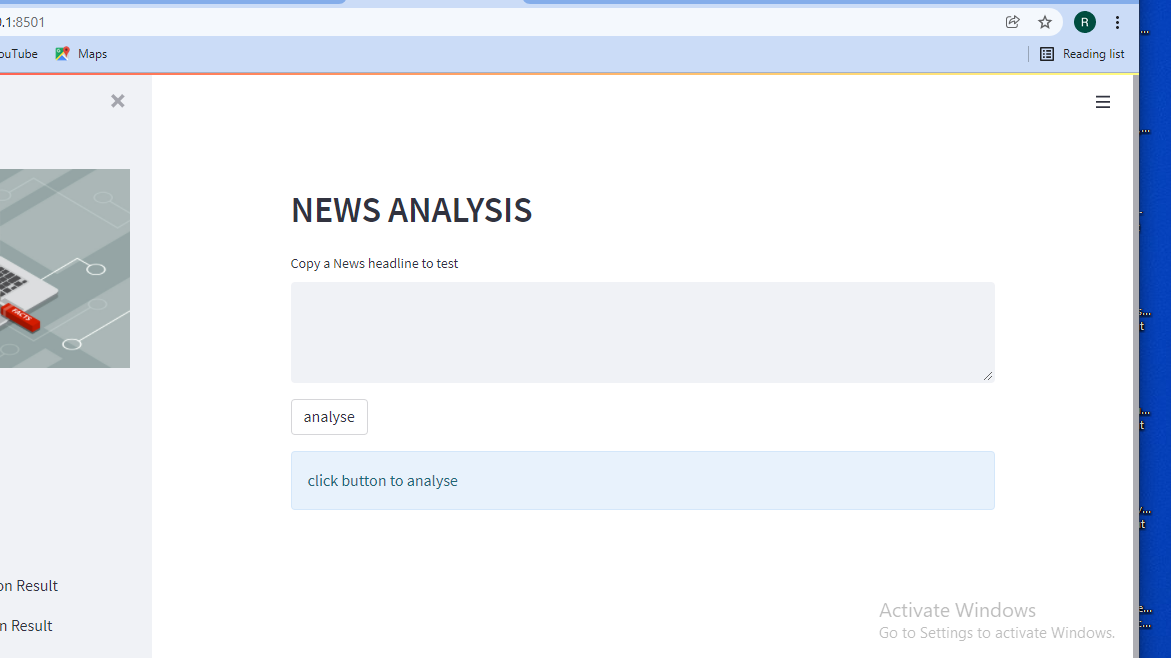 .1:8501
R
ouTube Maps
Reading list
NEWS ANALYSIS
Copy a News headline to test
FACTS
analyse
click button to analyse
on Result
n Result
Activate Windows
Go to Settings to activate Windows.